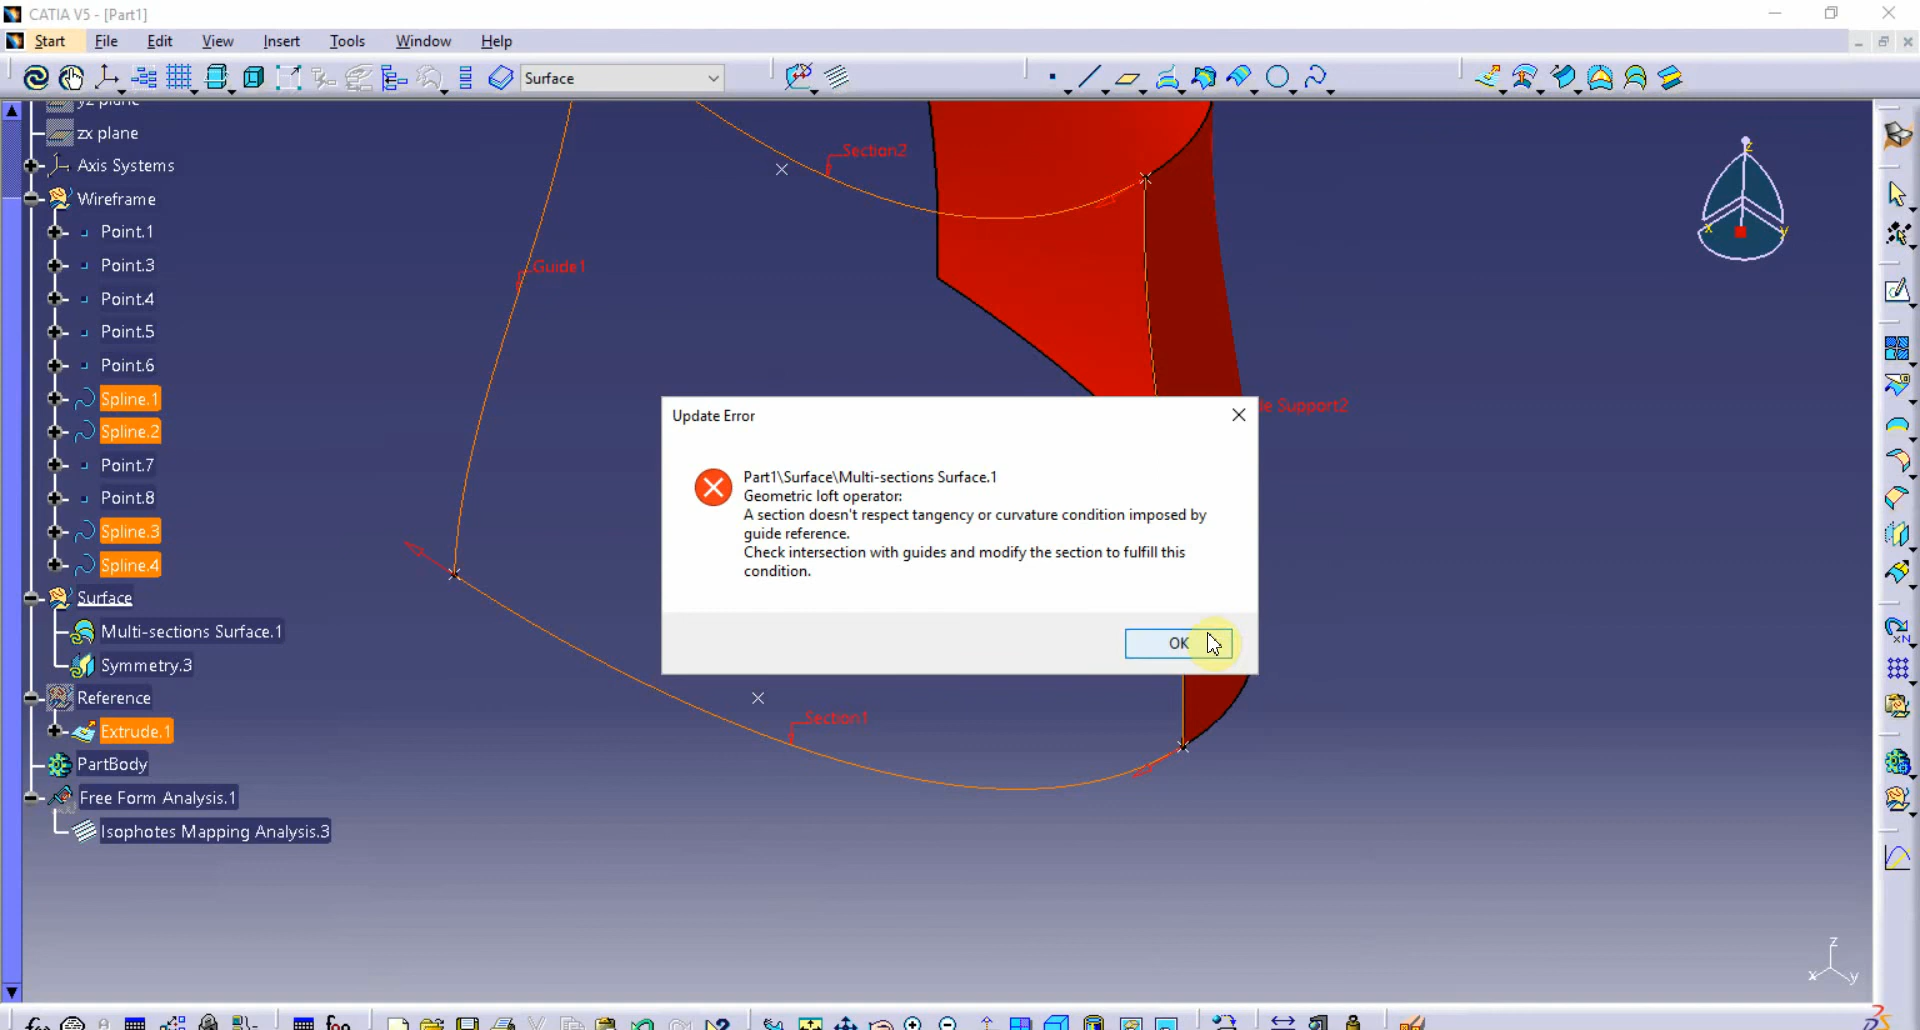 CATIA V5 - [Part1]
Start File Edit View Insert Tools Window Help
Surface
yz plane
zx plane
Axis Systems
Wireframe
Point.1
Point.3
Point.4
Point.5
Point.6
Spline.1
Spline.2
Point.7
Point.8
Spline.3
Spline.4
Surface
Multi-sections Surface.1
Symmetry.3
Reference
Extrude.1
PartBody
Free Form Analysis.1
Isophotes Mapping Analysis.3
Section2
Guide1
Support2
Section1
Update Error
Part1\Surface\Multi-sections Surface.1
Geometric loft operator:
A section doesn't respect tangency or curvature condition imposed by
guide reference.
Check intersection with guides and modify the section to fulfill this
condition.
OK
z
x
y
z
x
y